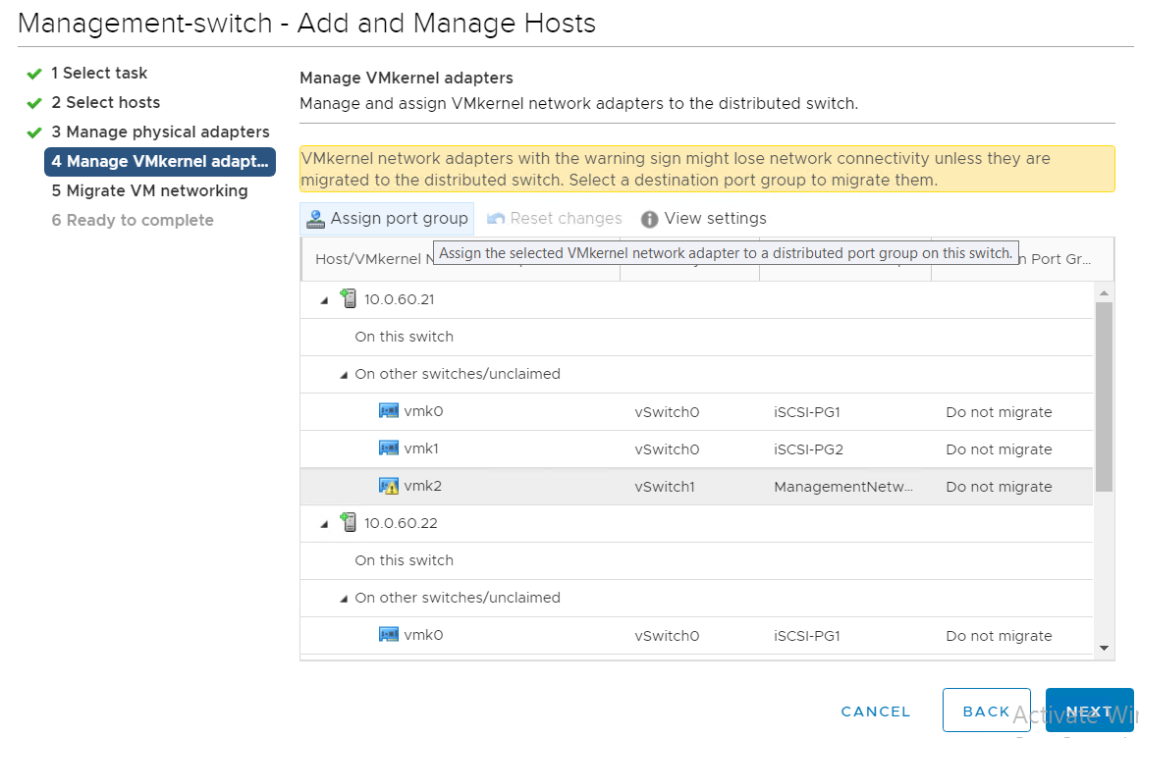 Management-switch - Add and Manage Hosts
1 Select task
2 Select hosts
3 Manage physical adapters
4 Manage VMkernel adapt...
5 Migrate VM networking
6 Ready to complete
Manage VMkernel adapters
Manage and assign VMkernel network adapters to the distributed switch.
VMkernel network adapters with the warning sign might lose network connectivity unless they are
migrated to the distributed switch. Select a destination port group to migrate them.
Assign port group Reset changes View settings
Assign the selected VMkernel network adapter to a distributed port group on this switch.
Host/VMkernel Port Gr...
10.0.60.21
On this switch
On other switches/unclaimed
vmk0 vSwitch0 iSCSI-PG1 Do not migrate
vmk1 vSwitch0 iSCSI-PG2 Do not migrate
vmk2 vSwitch1 ManagementNetw... Do not migrate
10.0.60.22
On this switch
On other switches/unclaimed
vmk0 vSwitch0 iSCSI-PG1 Do not migrate
CANCEL BACK NEXT
Activate Wi